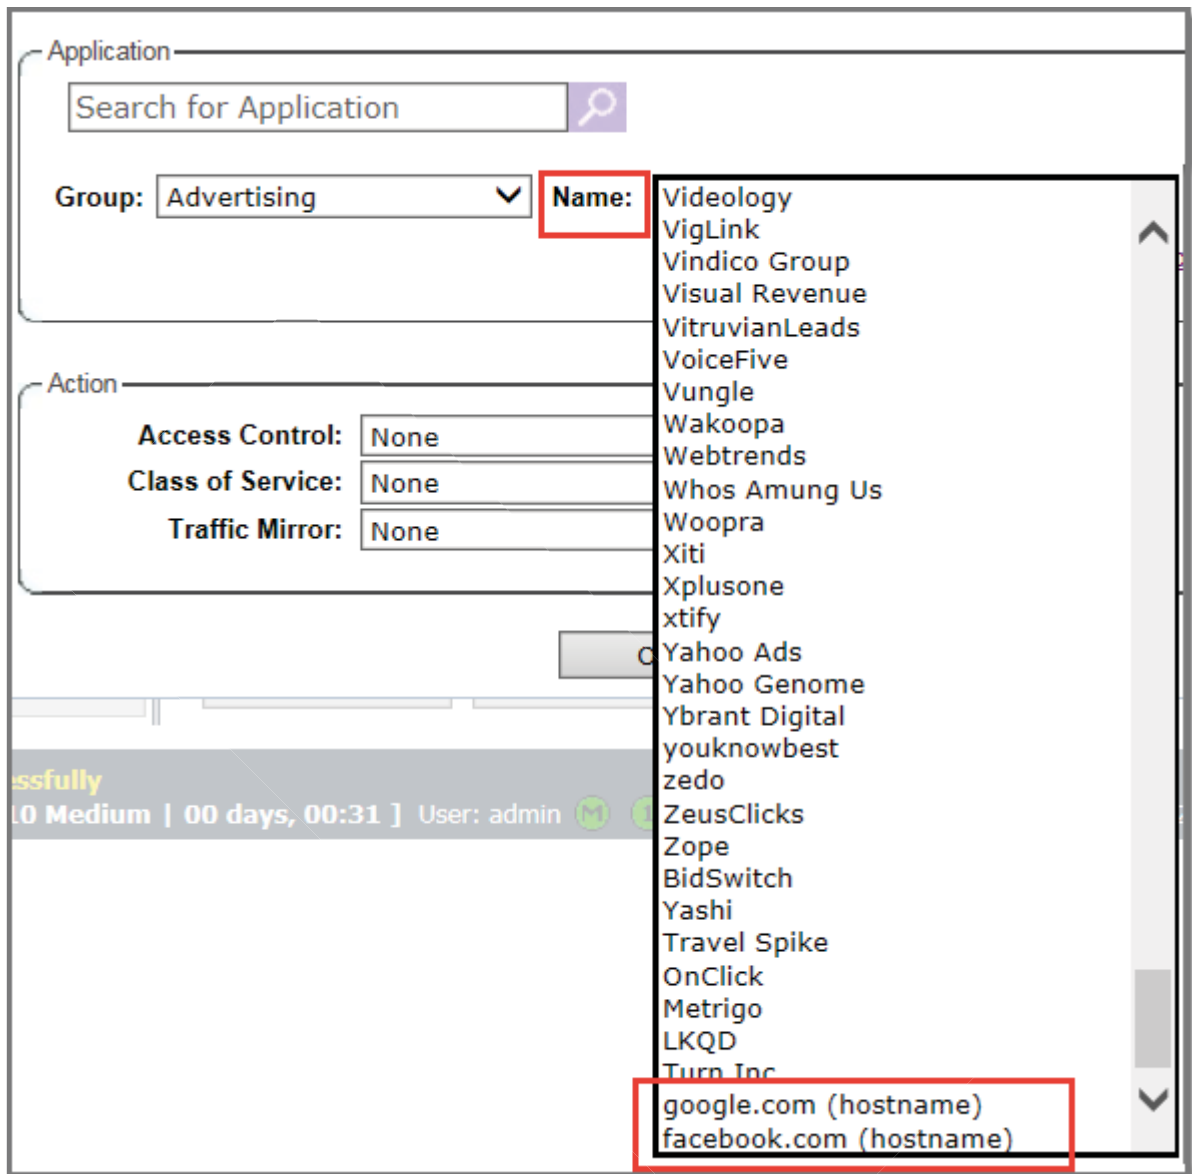 Application
Search for Application
Group: Advertising Name:
Videology
VigLink
Vindico Group
Visual Revenue
VitruvianLeads
VoiceFive
Vungle
Wakoopa
Webtrends
Whos Amung Us
Woopra
Xiti
Xplusone
xtify
Yahoo Ads
Yahoo Genome
Ybrant Digital
youknowbest
zedo
ZeusClicks
Zope
BidSwitch
Yashi
Travel Spike
OnClick
Metrigo
LKQD
Turn Inc
google.com (hostname)
facebook.com (hostname)
Action
Access Control: None
Class of Service: None
Traffic Mirror: None
essfully
10 Medium | 00 days, 00:31 ] User: admin M 1